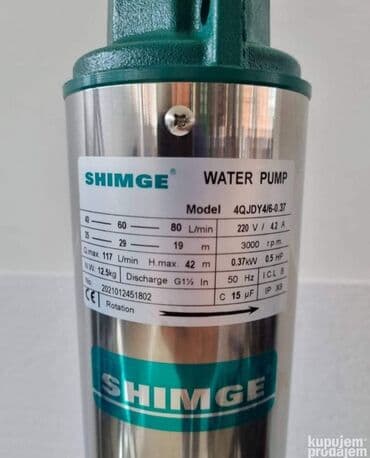 SHIMGE® WATER PUMP
Model 4QJDY4/6-0.37
40 — 60 — 80 L/min 220 V / 4.2 A
35 — 29 — 19 m 3000 r.p.m.
Q.max. 117 L/min H.max. 42 m 0.37kW 0.5 HP
N.W. 12.5kg Discharge G1½ In 50 Hz I.C.L B
No. 2021012451802 C 15 µF IP X8
CE Rotation
SHIMGE
kupujem
prodajem